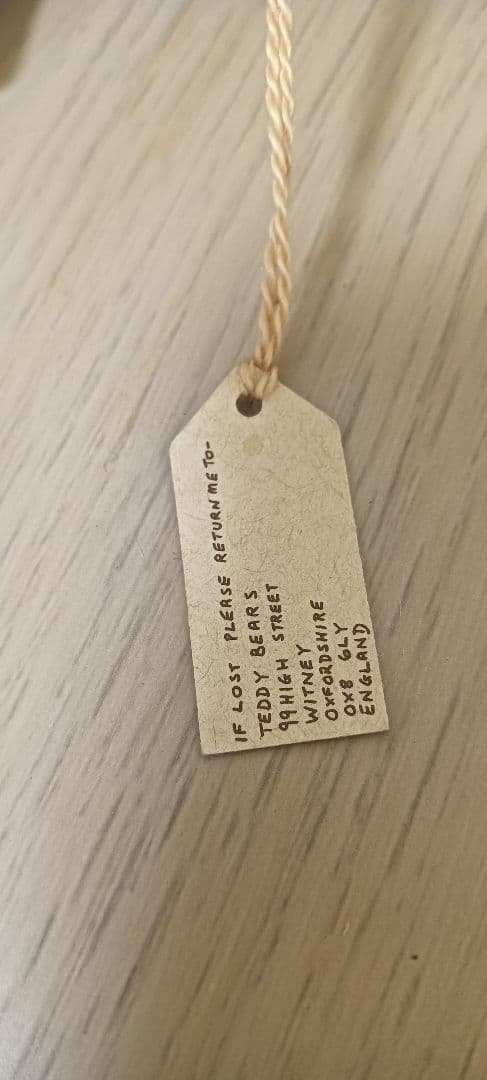 IF LOST PLEASE RETURN ME TO-
TEDDY BEARS
99 HIGH STREET
WITNEY
OXFORDSHIRE
OX8 6LY
ENGLAND